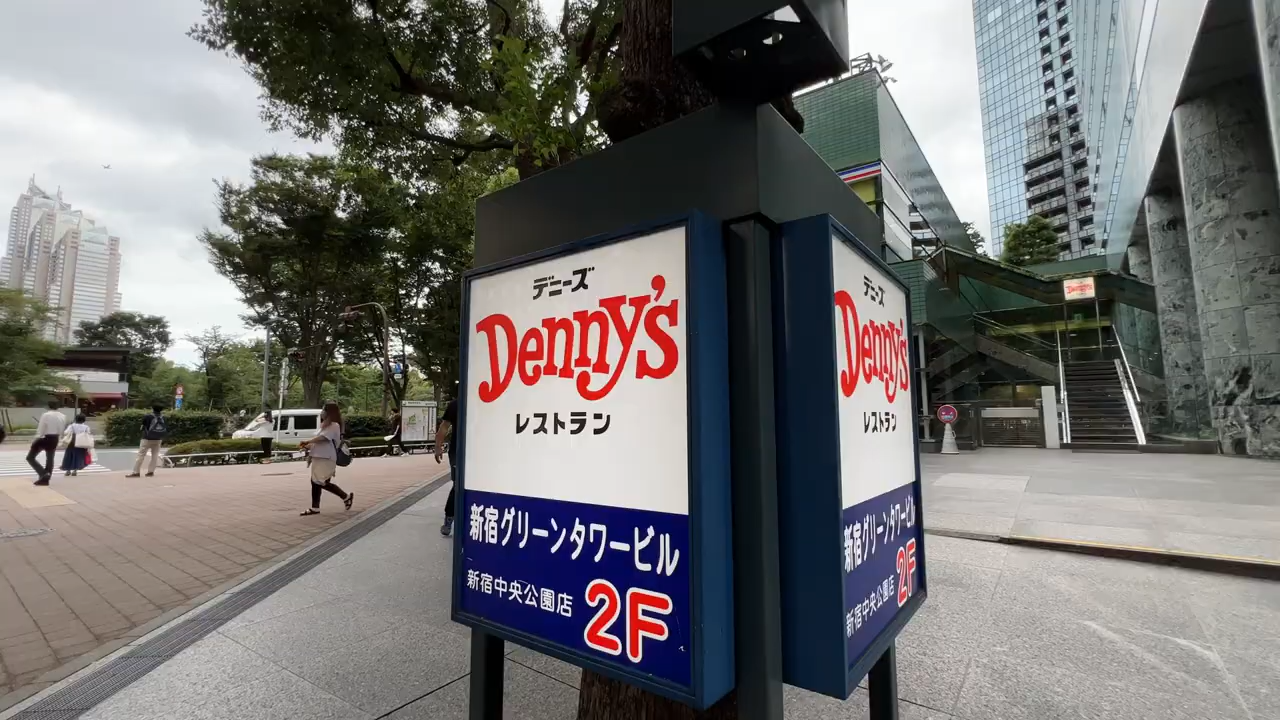 デニーズ
Denny's
レストラン
新宿グリーンタワービル
新宿中央公園店
2F
デニーズ
Denny's
レストラン
新宿グリーンタワービル
新宿中央公園店
2F
Denny's